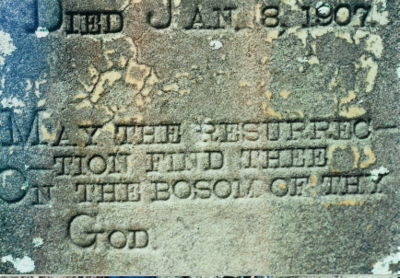 DIED JAN. 8, 1907.
MAY THE RESURREC-
TION FIND THEE
ON THE BOSOM OF THY
GOD.